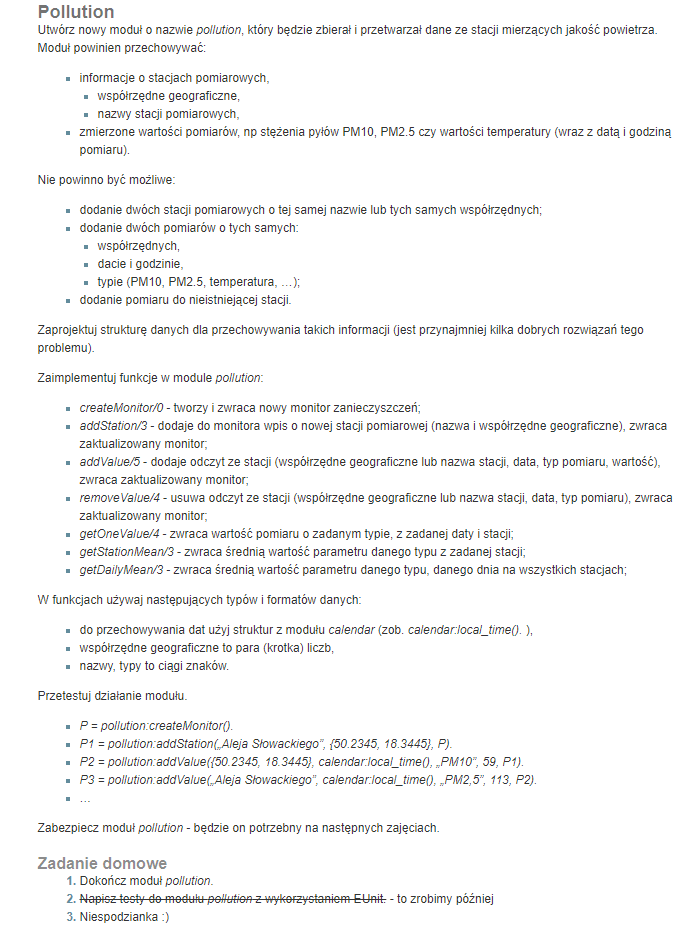 Pollution
Utwórz nowy moduł o nazwie pollution, który będzie zbierał i przetwarzał dane ze stacji mierzących jakość powietrza.
Moduł powinien przechowywać:
informacje o stacjach pomiarowych,
współrzędne geograficzne,
nazwy stacji pomiarowych,
zmierzone wartości pomiarów, np stężenia pyłów PM10, PM2.5 czy wartości temperatury (wraz z datą i godziną
pomiaru).
Nie powinno być możliwe:
dodanie dwóch stacji pomiarowych o tej samej nazwie lub tych samych współrzędnych;
dodanie dwóch pomiarów o tych samych:
współrzędnych,
dacie i godzinie,
typie (PM10, PM2.5, temperatura, …);
dodanie pomiaru do nieistniejącej stacji.
Zaprojektuj strukturę danych dla przechowywania takich informacji (jest przynajmniej kilka dobrych rozwiązań tego
problemu).
Zaimplementuj funkcje w module pollution:
createMonitor/0 - tworzy i zwraca nowy monitor zanieczyszczeń;
addStation/3 - dodaje do monitora wpis o nowej stacji pomiarowej (nazwa i współrzędne geograficzne), zwraca
zaktualizowany monitor;
addValue/5 - dodaje odczyt ze stacji (współrzędne geograficzne lub nazwa stacji, data, typ pomiaru, wartość),
zwraca zaktualizowany monitor;
removeValue/4 - usuwa odczyt ze stacji (współrzędne geograficzne lub nazwa stacji, data, typ pomiaru), zwraca
zaktualizowany monitor;
getOneValue/4 - zwraca wartość pomiaru o zadanym typie, z zadanej daty i stacji;
getStationMean/3 - zwraca średnią wartość parametru danego typu z zadanej stacji;
getDailyMean/3 - zwraca średnią wartość parametru danego typu, danego dnia na wszystkich stacjach;
W funkcjach używaj następujących typów i formatów danych:
do przechowywania dat użyj struktur z modułu calendar (zob. calendar:local_time(). ),
współrzędne geograficzne to para (krotka) liczb,
nazwy, typy to ciągi znaków.
Przetestuj działanie modułu.
P = pollution:createMonitor().
P1 = pollution:addStation(„Aleja Słowackiego”, {50.2345, 18.3445}, P).
P2 = pollution:addValue({50.2345, 18.3445}, calendar:local_time(), „PM10”, 59, P1).
P3 = pollution:addValue(„Aleja Słowackiego”, calendar:local_time(), „PM2,5”, 113, P2).
…
Zabezpiecz moduł pollution - będzie on potrzebny na następnych zajęciach.
Zadanie domowe
1. Dokończ moduł pollution.
2. Napisz testy do modułu pollution z wykorzystaniem EUnit. - to zrobimy później
3. Niespodzianka :)